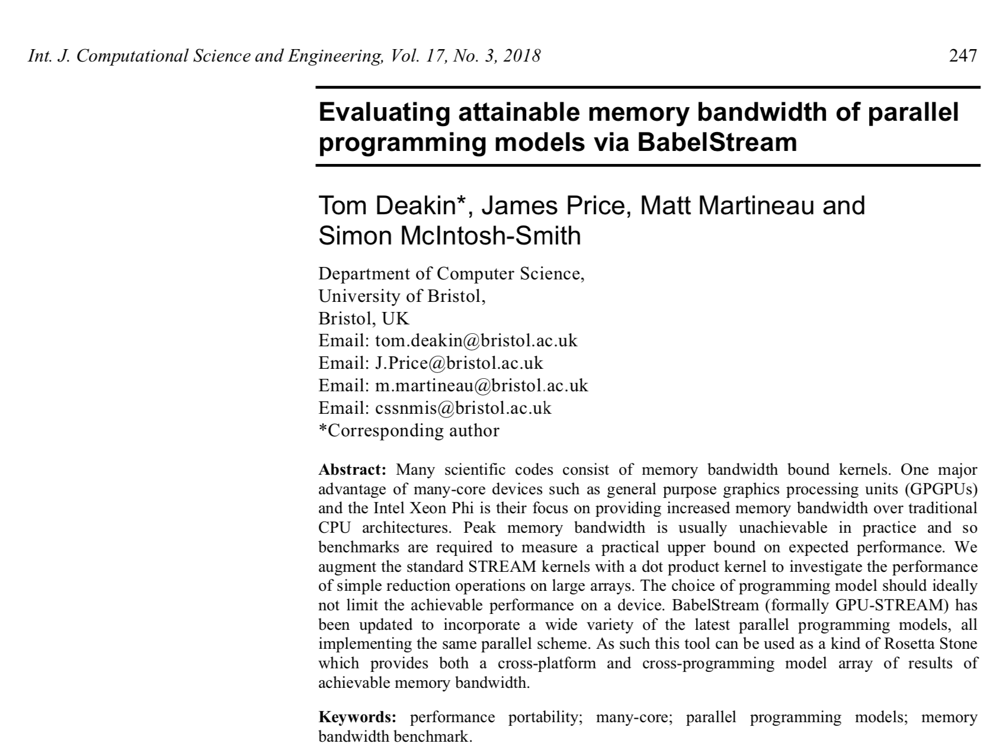 Int. J. Computational Science and Engineering, Vol. 17, No. 3, 2018 247
Evaluating attainable memory bandwidth of parallel
programming models via BabelStream
Tom Deakin*, James Price, Matt Martineau and
Simon McIntosh-Smith
Department of Computer Science,
University of Bristol,
Bristol, UK
Email: tom.deakin@bristol.ac.uk
Email: J.Price@bristol.ac.uk
Email: m.martineau@bristol.ac.uk
Email: cssnmis@bristol.ac.uk
*Corresponding author
Abstract: Many scientific codes consist of memory bandwidth bound kernels. One major
advantage of many-core devices such as general purpose graphics processing units (GPGPUs)
and the Intel Xeon Phi is their focus on providing increased memory bandwidth over traditional
CPU architectures. Peak memory bandwidth is usually unachievable in practice and so
benchmarks are required to measure a practical upper bound on expected performance. We
augment the standard STREAM kernels with a dot product kernel to investigate the performance
of simple reduction operations on large arrays. The choice of programming model should ideally
not limit the achievable performance on a device. BabelStream (formally GPU-STREAM) has
been updated to incorporate a wide variety of the latest parallel programming models, all
implementing the same parallel scheme. As such this tool can be used as a kind of Rosetta Stone
which provides both a cross-platform and cross-programming model array of results of
achievable memory bandwidth.
Keywords: performance portability; many-core; parallel programming models; memory
bandwidth benchmark.